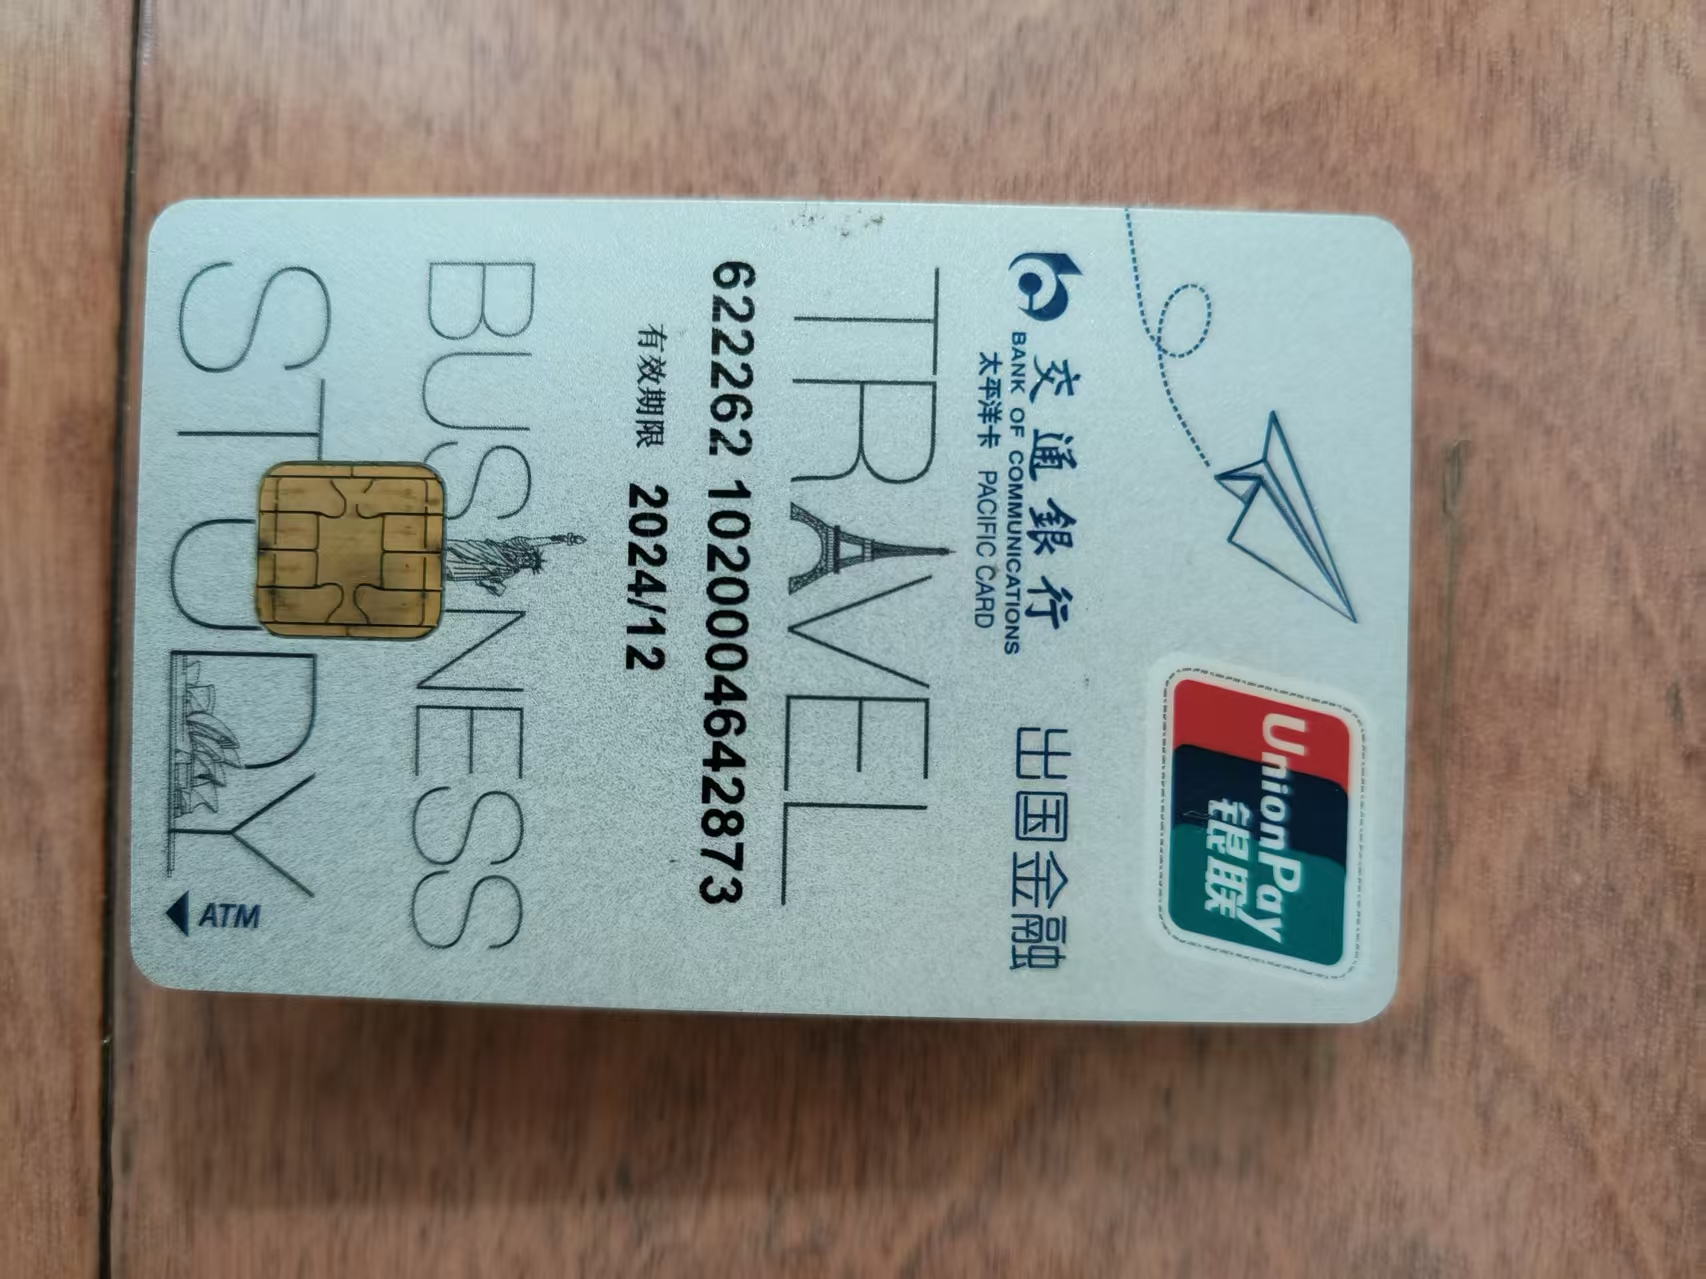 UnionPay
银联
交通銀行
BANK OF COMMUNICATIONS
太平洋卡 PACIFIC CARD
出国金融
TRAVEL
622262 1020004642873
有效期限 2024/12
BUSINESS
STUDY
ATM